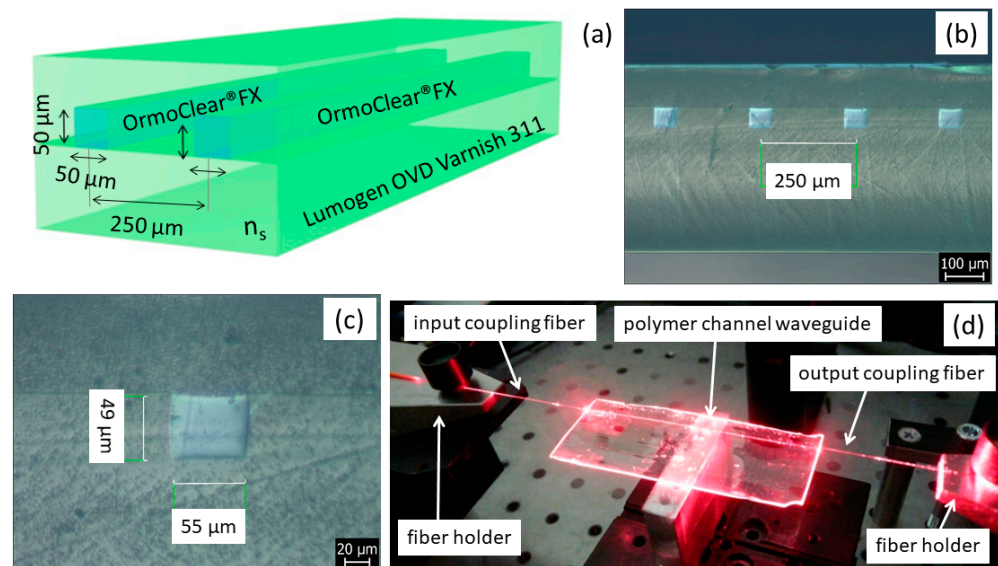 (a)
50 µm
OrmoClear®FX
OrmoClear®FX
50 µm
250 µm
n_s
Lumogen OVD Varnish 311
(b)
250 µm
100 µm
(c)
49 µm
55 µm
20 µm
(d)
input coupling fiber
polymer channel waveguide
output coupling fiber
fiber holder
fiber holder